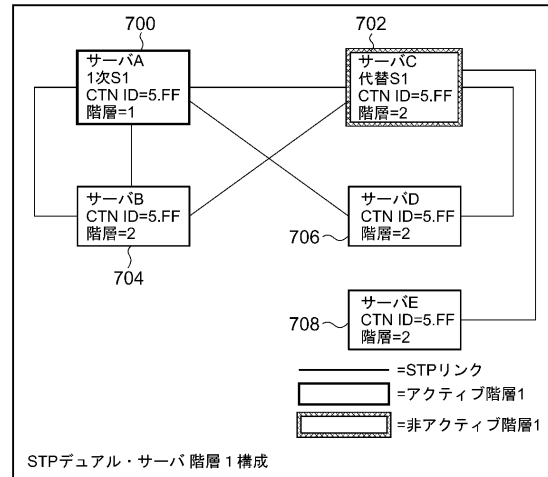 700
702
サーバA
1次S1
CTN ID=5.FF
階層=1
サーバC
代替S1
CTN ID=5.FF
階層=2
サーバB
CTN ID=5.FF
階層=2
704
サーバD
CTN ID=5.FF
階層=2
706
サーバE
CTN ID=5.FF
階層=2
708
=STPリンク
=アクティブ階層1
=非アクティブ階層1
STPデュアル・サーバ 階層1構成